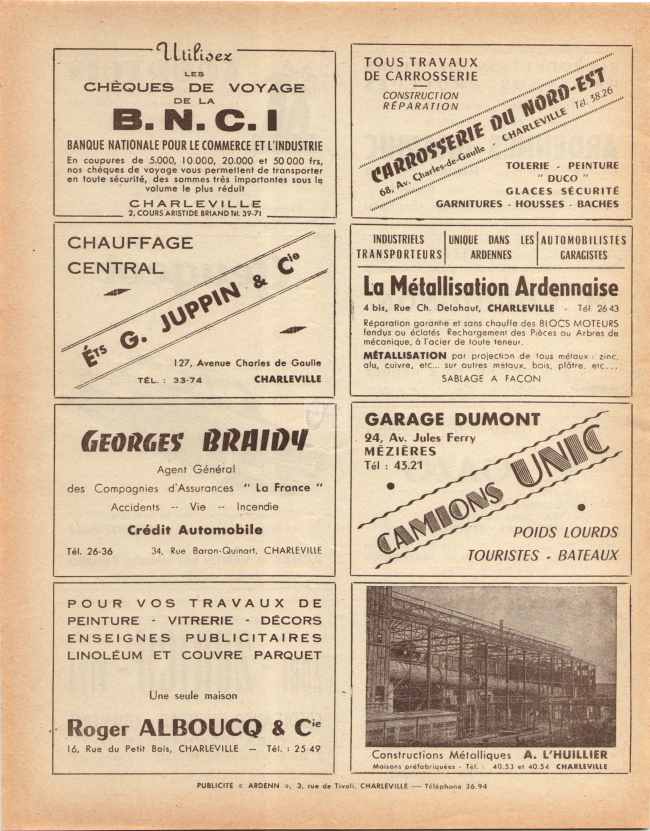 Utilisez
LES
CHÈQUES DE VOYAGE
DE LA
B.N.C.I
BANQUE NATIONALE POUR LE COMMERCE ET L'INDUSTRIE
En coupures de 5.000, 10.000, 20.000 et 50 000 frs,
nos chèques de voyage vous permettent de transporter
en toute sécurité, des sommes très importantes sous le
volume le plus réduit
CHARLEVILLE
2, COURS ARISTIDE BRIAND Tél. 39-71
TOUS TRAVAUX
DE CARROSSERIE
CONSTRUCTION
RÉPARATION
CARROSSERIE DU NORD-EST
68, Av. Charles-de-Gaulle - CHARLEVILLE Tél. 38.26
TOLERIE - PEINTURE
" DUCO "
GLACES SÉCURITÉ
GARNITURES - HOUSSES - BACHES
CHAUFFAGE
CENTRAL
Éts G. JUPPIN & Cie
127, Avenue Charles de Gaulle
TÉL. : 33-74 CHARLEVILLE
INDUSTRIELS TRANSPORTEURS
UNIQUE DANS LES ARDENNES
AUTOMOBILISTES GARAGISTES
La Métallisation Ardennaise
4 bis, Rue Ch. Delahaut, CHARLEVILLE - Tél. 26 43
Réparation garantie et sans chauffe des BLOCS MOTEURS
fendus ou éclatés Rechargement des Pièces ou Arbres de
mécanique, à l'acier de toute teneur.
MÉTALLISATION par projection de tous métaux : zinc,
alu, cuivre, etc... sur autres métaux, bois, plâtre, etc...
SABLAGE A FAÇON
GEORGES BRAIDY
Agent Général
des Compagnies d'Assurances " La France "
Accidents -- Vie -- Incendie
Crédit Automobile
Tél. 26-36 34, Rue Baron-Quinart, CHARLEVILLE
GARAGE DUMONT
24, Av. Jules Ferry
MÉZIÈRES
Tél : 43.21
CAMIONS UNIC
POIDS LOURDS
TOURISTES - BATEAUX
POUR VOS TRAVAUX DE
PEINTURE - VITRERIE - DÉCORS
ENSEIGNES PUBLICITAIRES
LINOLÉUM ET COUVRE PARQUET
Une seule maison
Roger ALBOUCQ & Cie
16, Rue du Petit Bois, CHARLEVILLE — Tél. : 25-49
Constructions Métalliques A. L'HUILLIER
Maisons préfabriquées - Tél. : 40.53 et 40.54 CHARLEVILLE
PUBLICITE « ARDENN », 3, rue de Tivoli, CHARLEVILLE — Téléphone 36.94